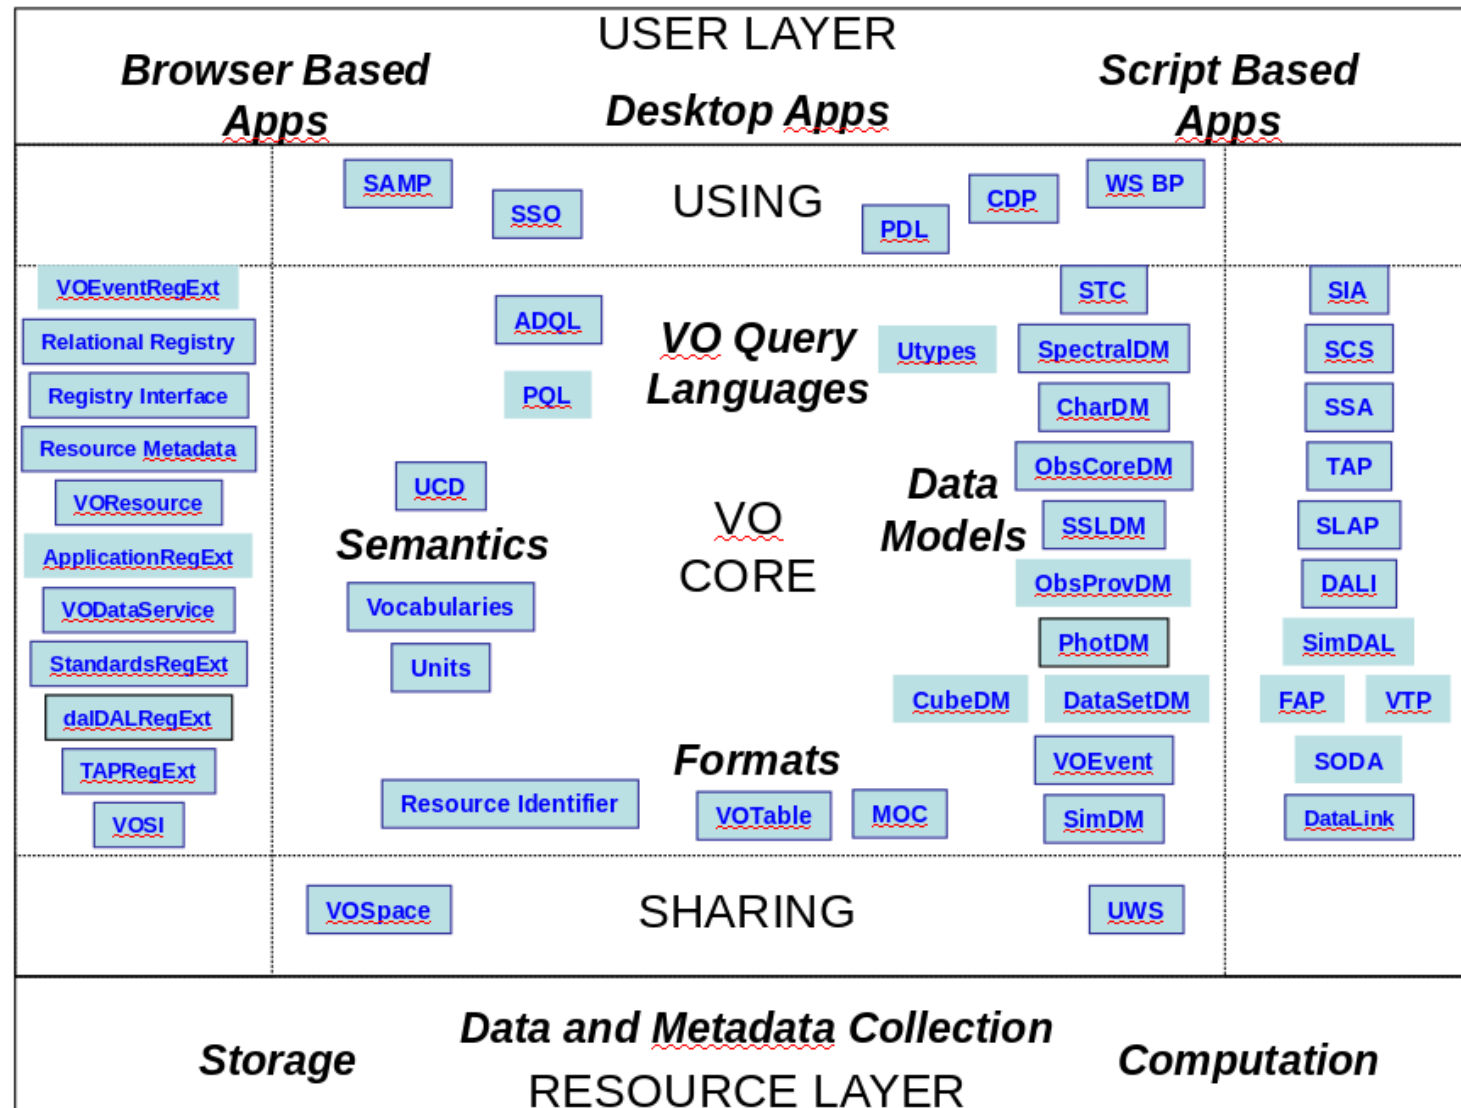 USER LAYER
Browser Based
Apps
Desktop Apps
Script Based
Apps
SAMP
SSO
USING
PDL
CDP
WS BP
VOEventRegExt
Relational Registry
Registry Interface
Resource Metadata
VOResource
ApplicationRegExt
VODataService
StandardsRegExt
dalDALRegExt
TAPRegExt
VOSI
ADQL
PQL
VO Query
Languages
UCD
Semantics
Vocabularies
Units
VO
CORE
Resource Identifier
Formats
VOTable
MOC
Utypes
Data
Models
STC
SpectralDM
CharDM
ObsCoreDM
SSLDM
ObsProvDM
PhotDM
CubeDM
DataSetDM
VOEvent
SimDM
SIA
SCS
SSA
TAP
SLAP
DALI
SimDAL
FAP
VTP
SODA
DataLink
VOSpace
SHARING
UWS
Storage
Data and Metadata Collection
Computation
RESOURCE LAYER